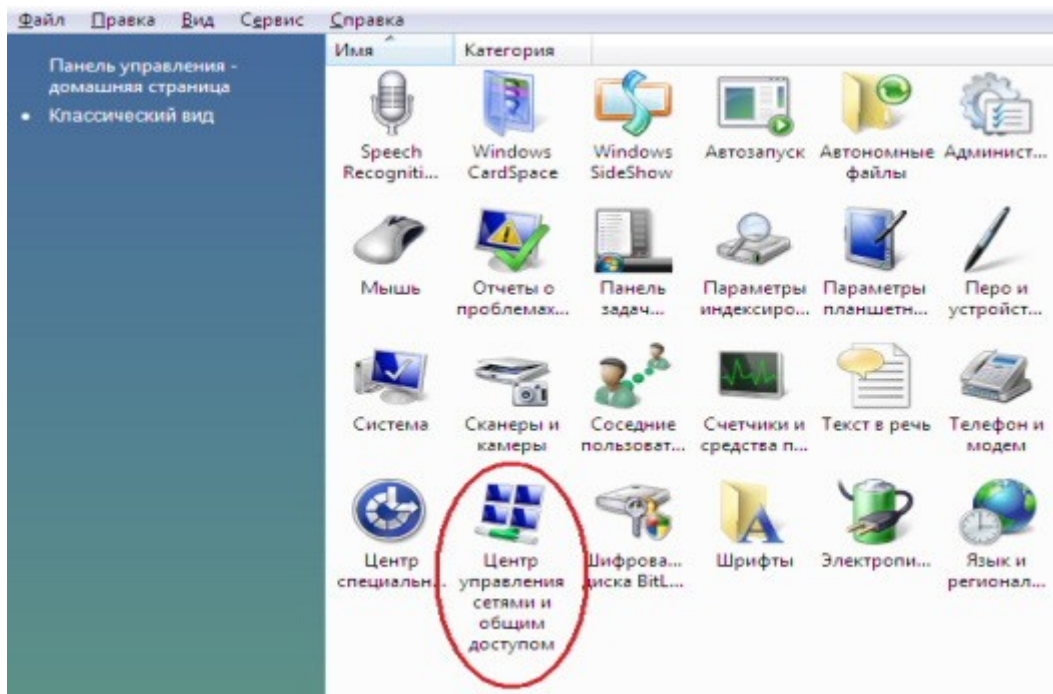 Файл Правка Вид Сервис Справка
Панель управления -
домашняя страница
• Классический вид
Имя Категория
Speech
Recogniti...
Windows
CardSpace
Windows
SideShow
Автозапуск
Автономные
файлы
Админист...
Мышь
Отчеты о
проблемах...
Панель
задач...
Параметры
индексиро...
Параметры
планшетн...
Перо и
устройст...
Система
Сканеры и
камеры
Соседние
пользоват...
Счетчики и
средства п...
Текст в речь
Телефон и
модем
Центр
специальн...
Центр
управления
сетями и
общим
доступом
Шифрова...
диска BitL...
Шрифты
Электропи...
Язык и
регионал...